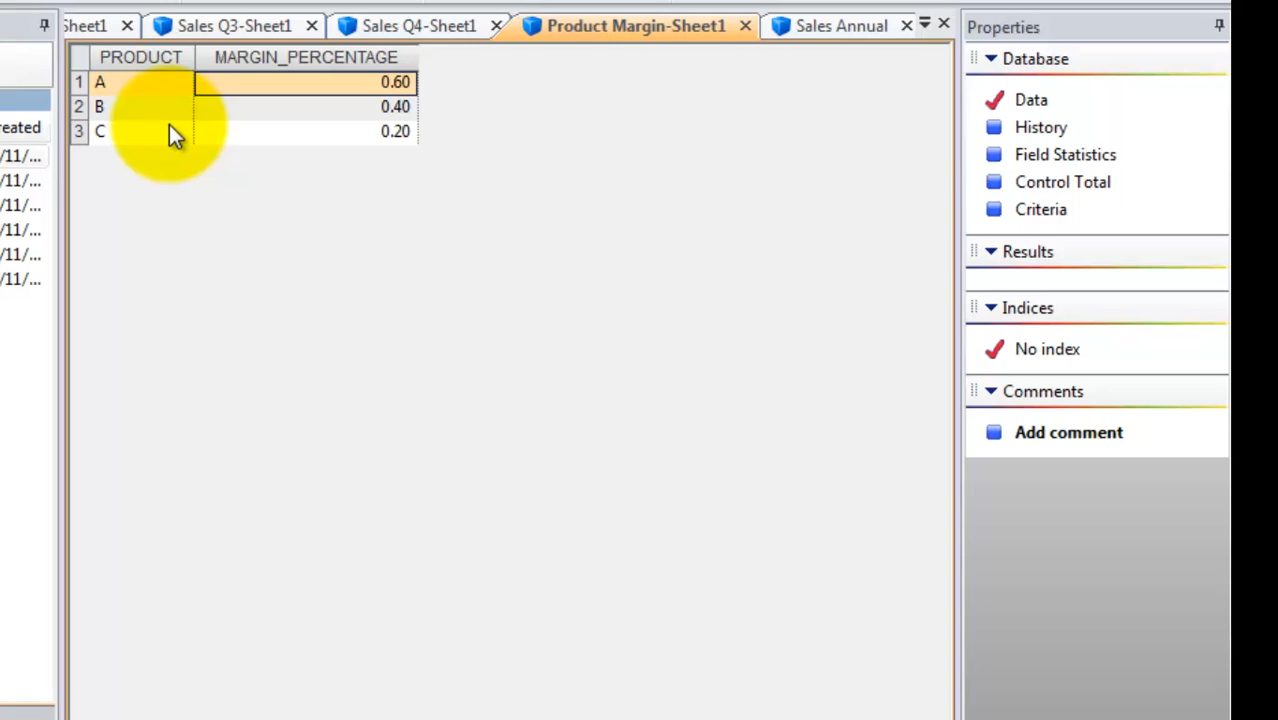 Sheet1 Sales Q3-Sheet1 Sales Q4-Sheet1 Product Margin-Sheet1 Sales Annual
PRODUCT MARGIN_PERCENTAGE
1 A 0.60
2 B 0.40
3 C 0.20
reated
/11/...
/11/...
/11/...
/11/...
/11/...
/11/...
Properties
Database
Data
History
Field Statistics
Control Total
Criteria
Results
Indices
No index
Comments
Add comment